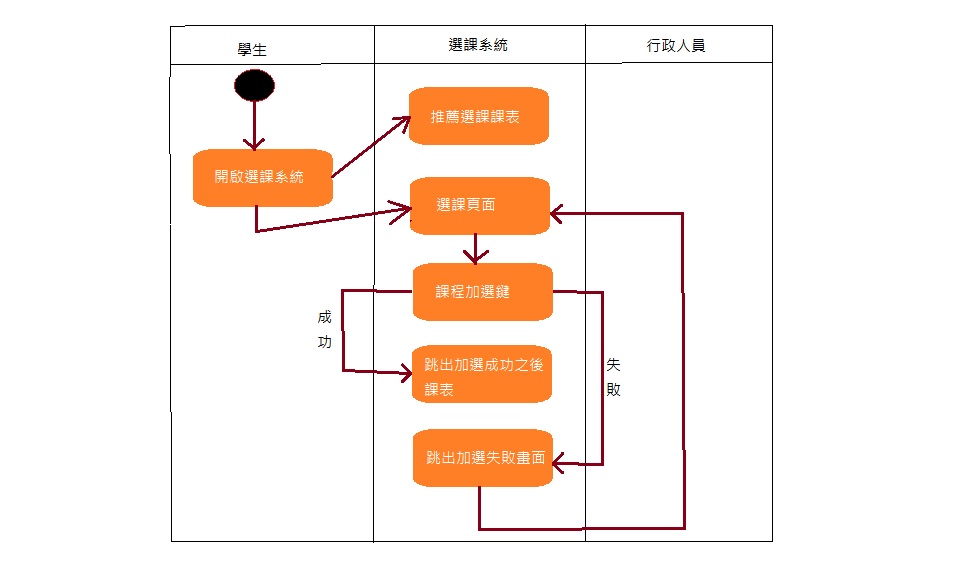 學生
選課系統
行政人員
推薦選課課表
開啟選課系統
選課頁面
課程加選鍵
成
功
跳出加選成功之後
課表
失
敗
跳出加選失敗畫面